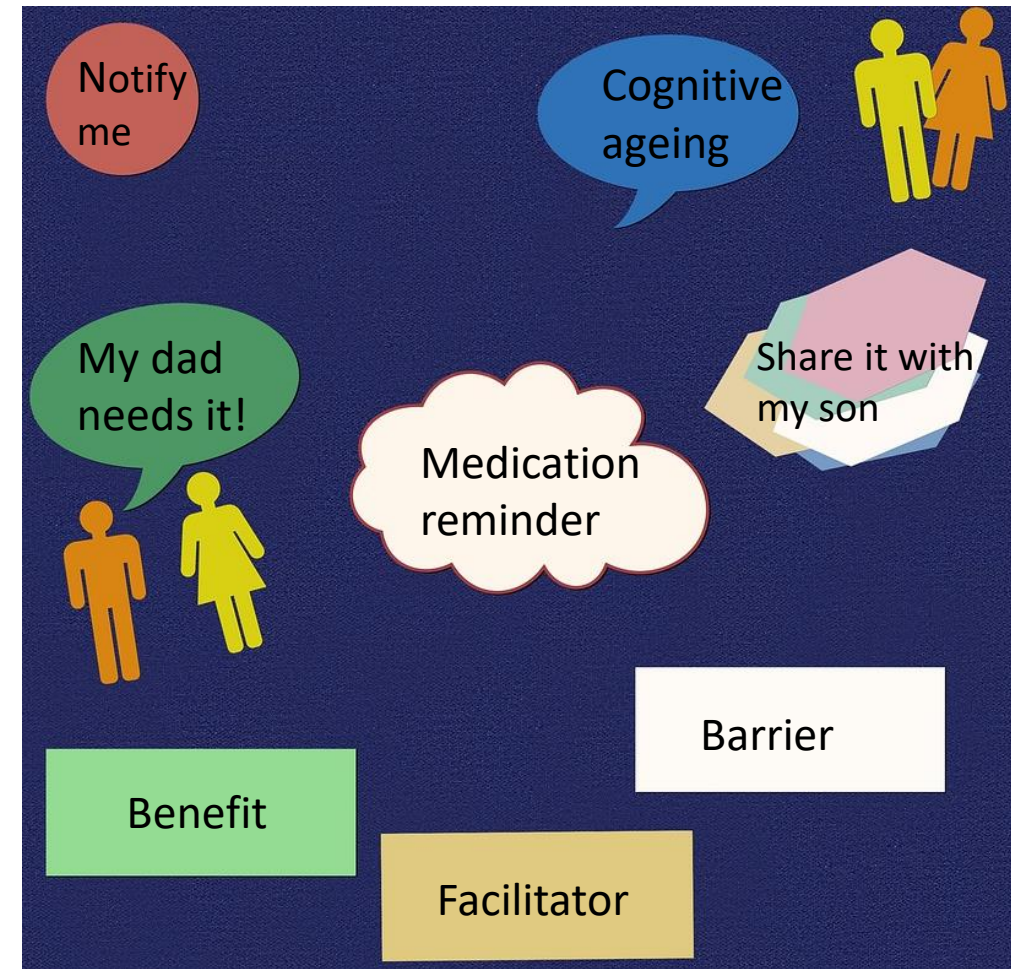 Notify
me
Cognitive
ageing
My dad
needs it!
Share it with
my son
Medication
reminder
Barrier
Benefit
Facilitator